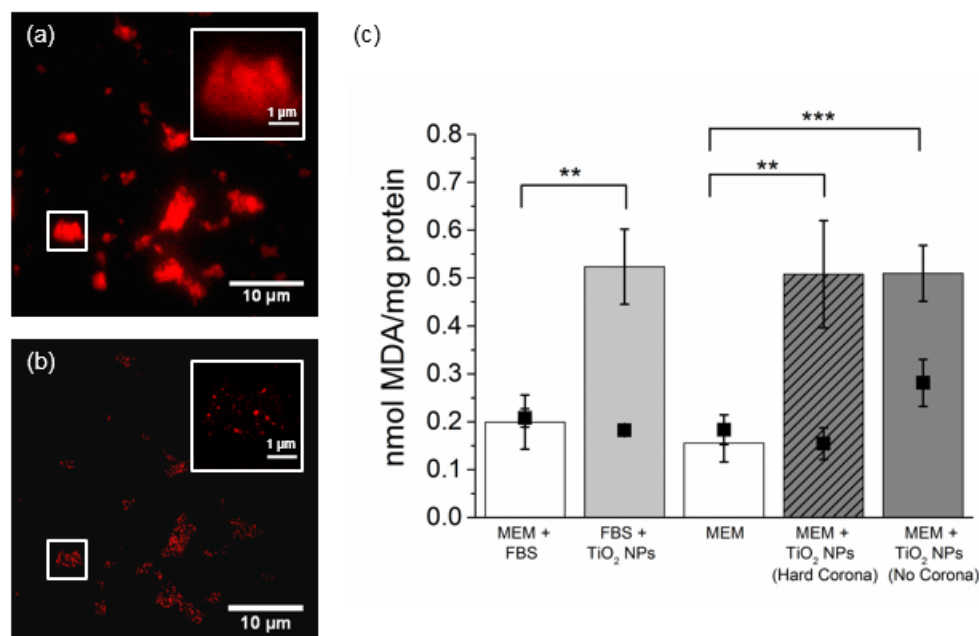 (a)
1 µm
10 µm
(b)
1 µm
10 µm
(c)
nmol MDA/mg protein
0.8
0.7
0.6
0.5
0.4
0.3
0.2
0.1
0.0
**
**
***
MEM +
FBS
FBS +
TiO₂ NPs
MEM
MEM +
TiO₂ NPs
(Hard Corona)
MEM +
TiO₂ NPs
(No Corona)